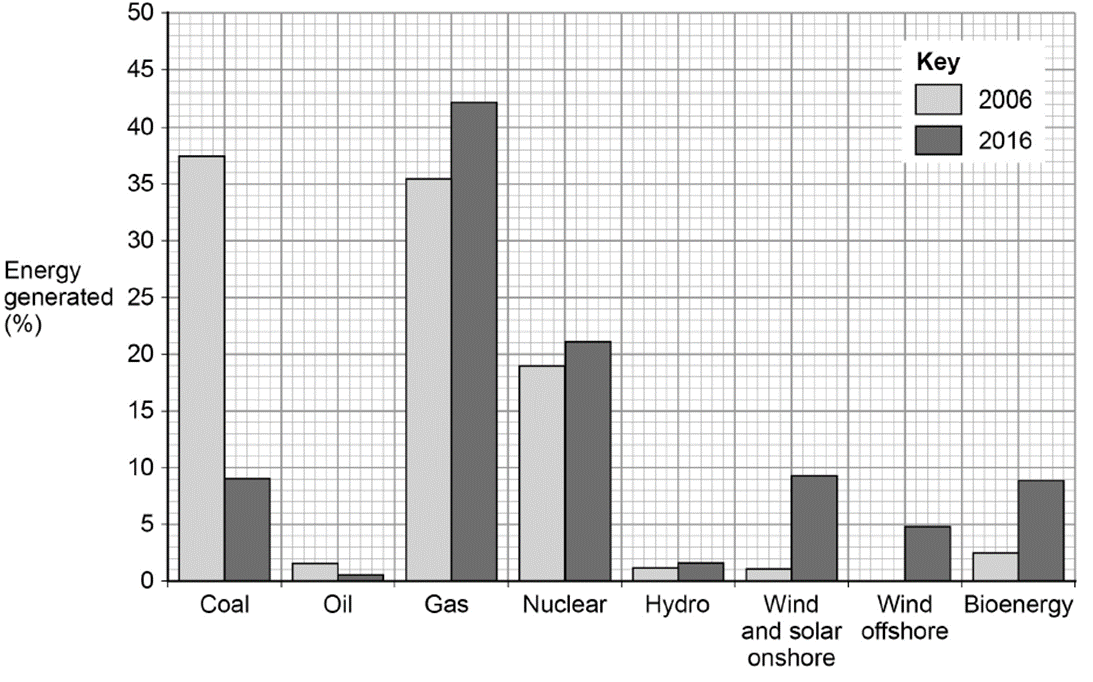 50
45
40
35
30
25
20
15
10
5
0
Energy
generated
(%)
Key
2006
2016
Coal
Oil
Gas
Nuclear
Hydro
Wind
and solar
onshore
Wind
offshore
Bioenergy